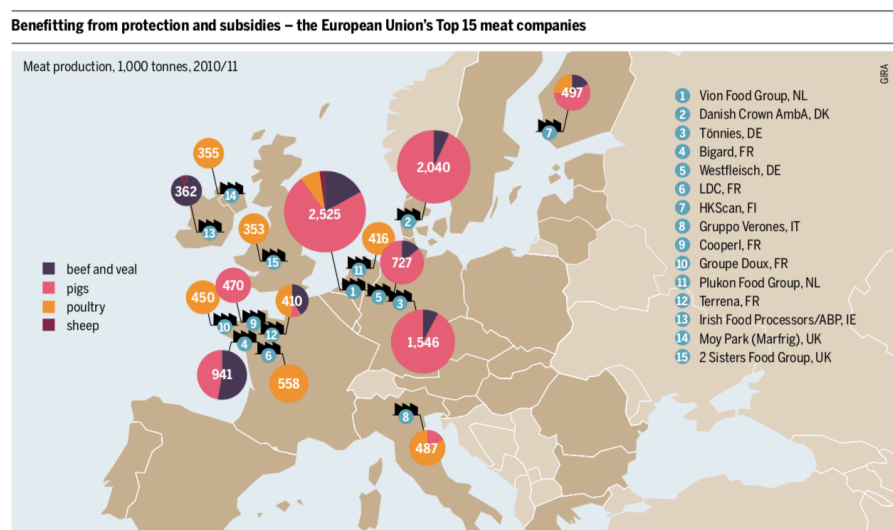 Benefitting from protection and subsidies – the European Union's Top 15 meat companies
Meat production, 1,000 tonnes, 2010/11
GIRA
497
7
355
14
362
13
2,040
2
2,525
353
15
416
11
727
1
5
3
1,546
beef and veal
pigs
poultry
sheep
470
450
410
10
9
12
4
6
941
558
8
487
1 Vion Food Group, NL
2 Danish Crown AmbA, DK
3 Tönnies, DE
4 Bigard, FR
5 Westfleisch, DE
6 LDC, FR
7 HKScan, FI
8 Gruppo Verones, IT
9 Cooperl, FR
10 Groupe Doux, FR
11 Plukon Food Group, NL
12 Terrena, FR
13 Irish Food Processors/ABP, IE
14 Moy Park (Marfrig), UK
15 2 Sisters Food Group, UK